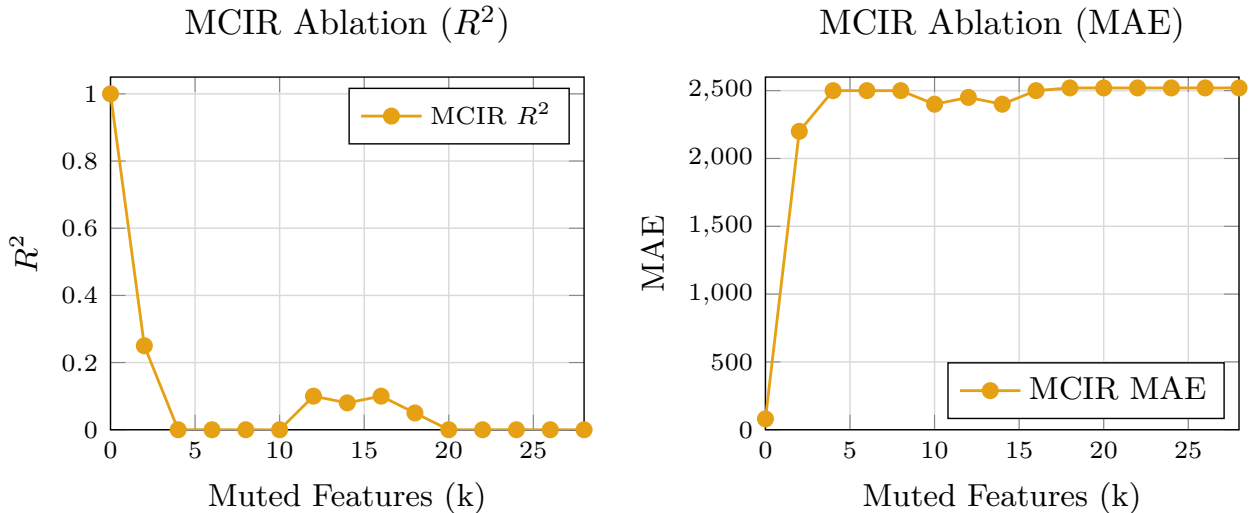 MCIR Ablation (R²)
1
0.8
0.6
0.4
0.2
0
R²
MCIR R²
0 5 10 15 20 25
Muted Features (k)
MCIR Ablation (MAE)
2,500
2,000
1,500
1,000
500
0
MAE
MCIR MAE
0 5 10 15 20 25
Muted Features (k)